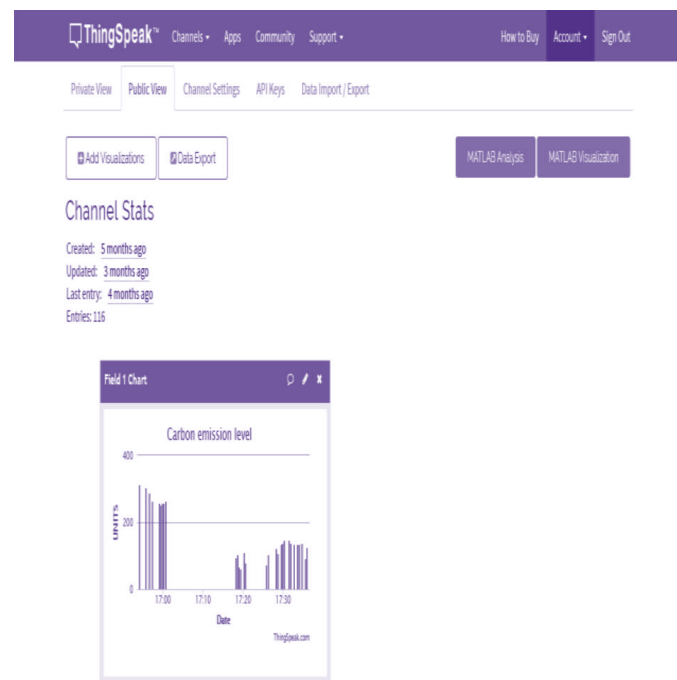 ThingSpeak™ Channels Apps Community Support How to Buy Account Sign Out
Private View Public View Channel Settings API Keys Data Import / Export
Add Visualizations Data Export MATLAB Analysis MATLAB Visualization
Channel Stats
Created: 5 months ago
Updated: 3 months ago
Last entry: 4 months ago
Entries: 116
Field 1 Chart
Carbon emission level
400
200
0
UNITS
17:00 17:10 17:20 17:30
Date
ThingSpeak.com